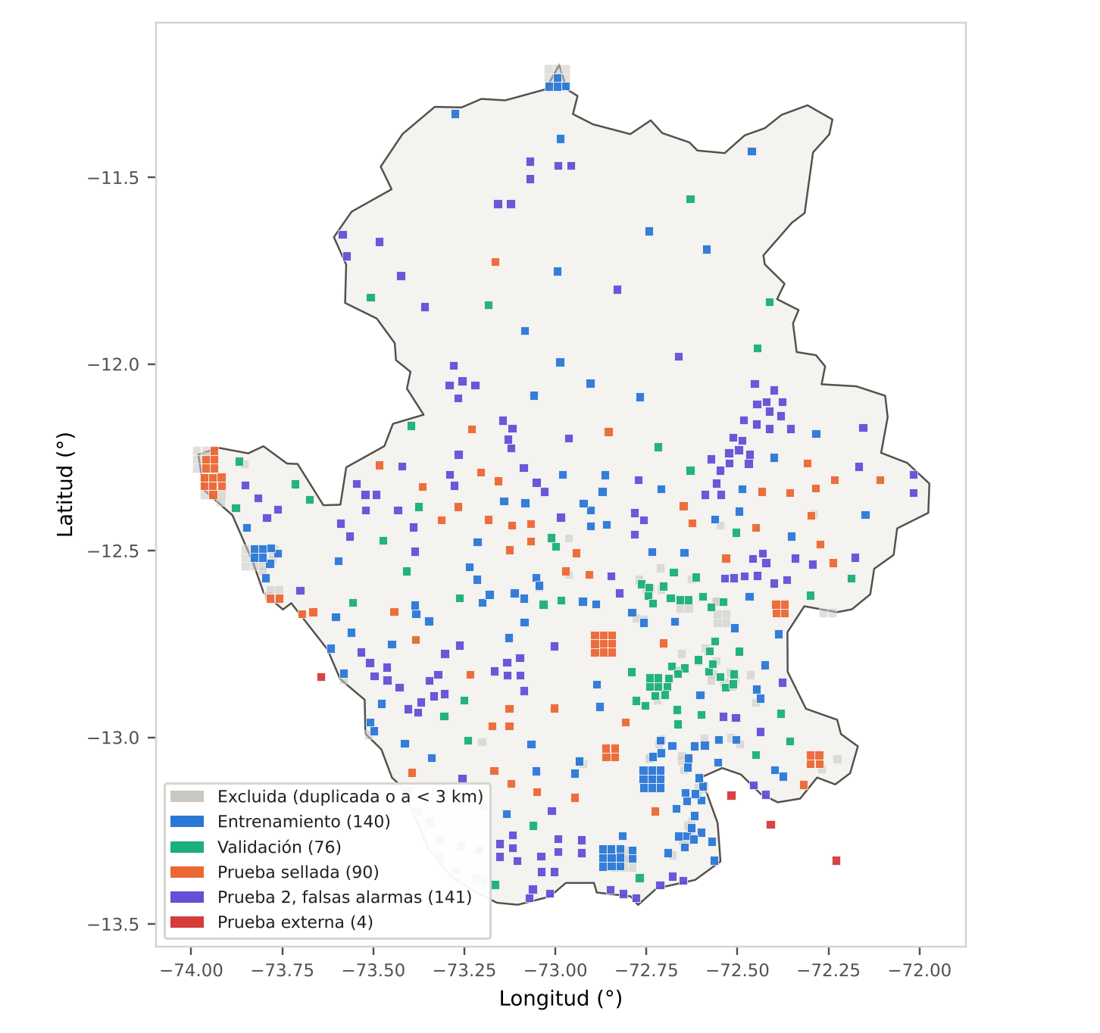 −11.5
−12.0
−12.5
−13.0
−13.5
Latitud (°)
Excluida (duplicada o a < 3 km)
Entrenamiento (140)
Validación (76)
Prueba sellada (90)
Prueba 2, falsas alarmas (141)
Prueba externa (4)
−74.00 −73.75 −73.50 −73.25 −73.00 −72.75 −72.50 −72.25 −72.00
Longitud (°)